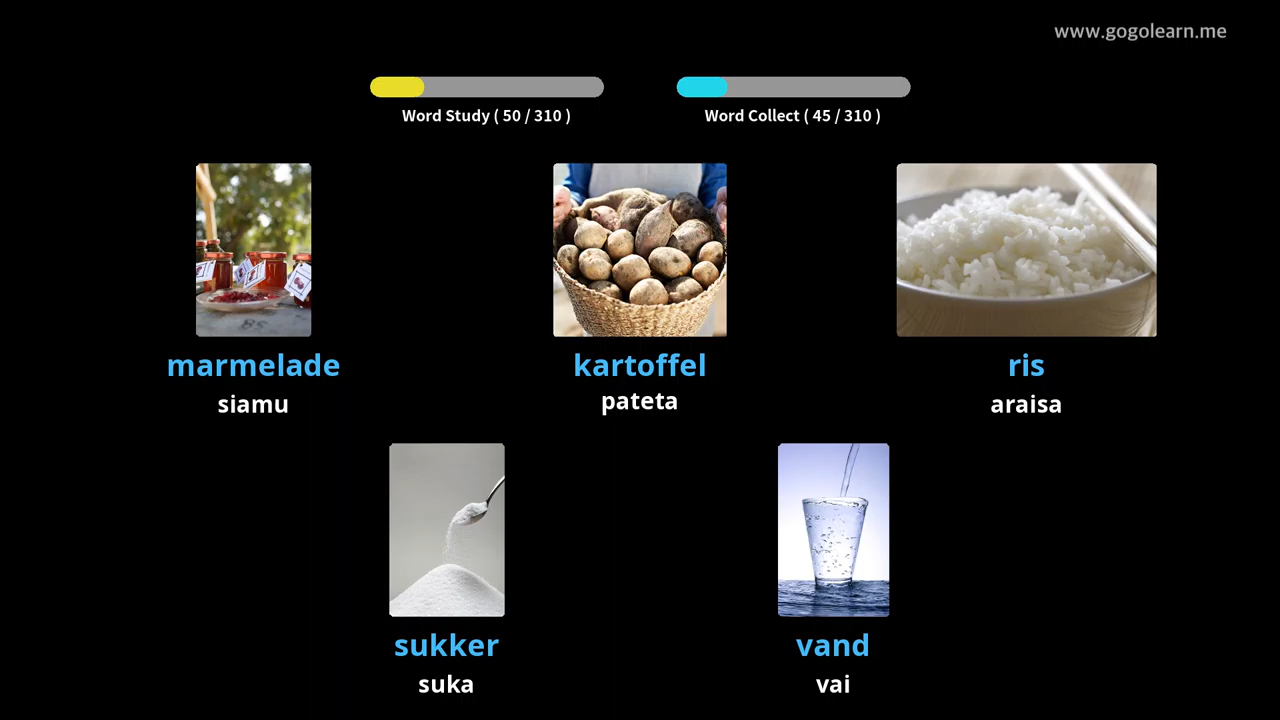 www.gogolearn.me
Word Study ( 50 / 310 )
Word Collect ( 45 / 310 )
marmelade
siamu
kartoffel
pateta
ris
araisa
sukker
suka
vand
vai